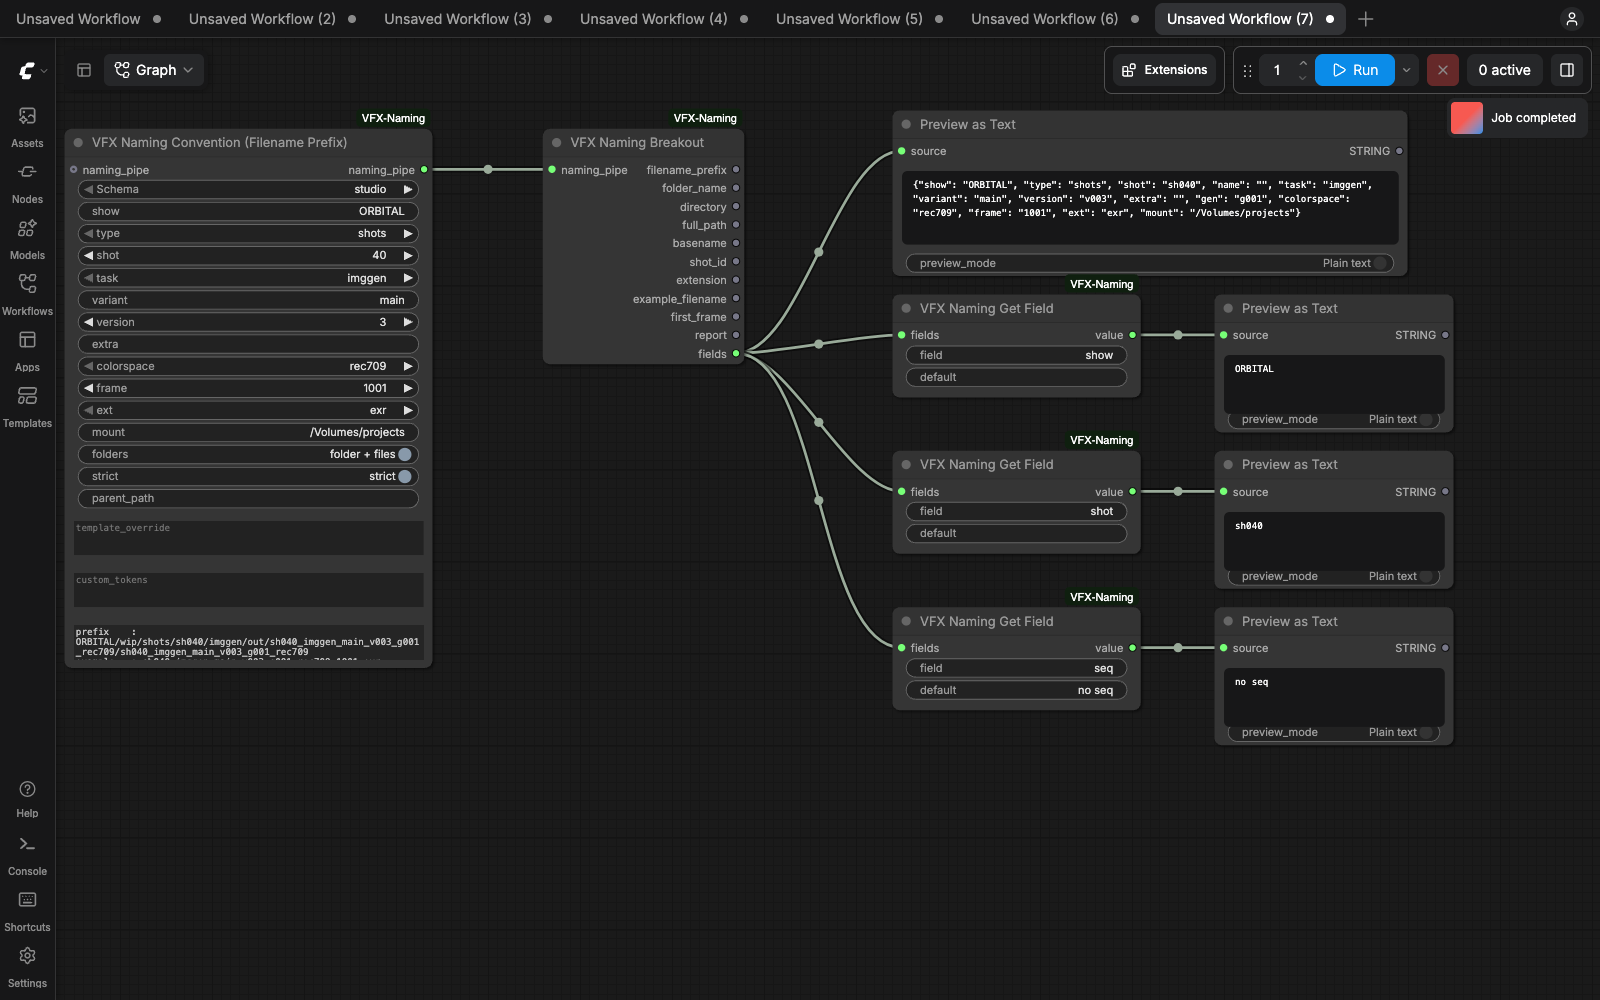 Unsaved Workflow
Unsaved Workflow (2)
Unsaved Workflow (3)
Unsaved Workflow (4)
Unsaved Workflow (5)
Unsaved Workflow (6)
Unsaved Workflow (7)
Graph
Extensions
1
Run
0 active
Job completed
Assets
Nodes
Models
Workflows
Apps
Templates
Help
Console
Shortcuts
Settings
VFX-Naming
VFX Naming Convention (Filename Prefix)
naming_pipe
naming_pipe
Schema studio
show ORBITAL
type shots
shot 40
task imggen
variant main
version 3
extra
colorspace rec709
frame 1001
ext exr
mount /Volumes/projects
folders folder + files
strict strict
parent_path
template_override
custom_tokens
prefix :
ORBITAL/wip/shots/sh040/imggen/out/sh040_imggen_main_v003_g001
_rec709/sh040_imggen_main_v003_g001_rec709
VFX-Naming
VFX Naming Breakout
naming_pipe filename_prefix
folder_name
directory
full_path
basename
shot_id
extension
example_filename
first_frame
report
fields
Preview as Text
source STRING
{"show": "ORBITAL", "type": "shots", "shot": "sh040", "name": "", "task": "imggen",
"variant": "main", "version": "v003", "extra": "", "gen": "g001", "colorspace":
"rec709", "frame": "1001", "ext": "exr", "mount": "/Volumes/projects"}
preview_mode Plain text
VFX-Naming
VFX Naming Get Field
fields value
field show
default
Preview as Text
source STRING
ORBITAL
preview_mode Plain text
VFX-Naming
VFX Naming Get Field
fields value
field shot
default
Preview as Text
source STRING
sh040
preview_mode Plain text
VFX-Naming
VFX Naming Get Field
fields value
field seq
default no seq
Preview as Text
source STRING
no seq
preview_mode Plain text